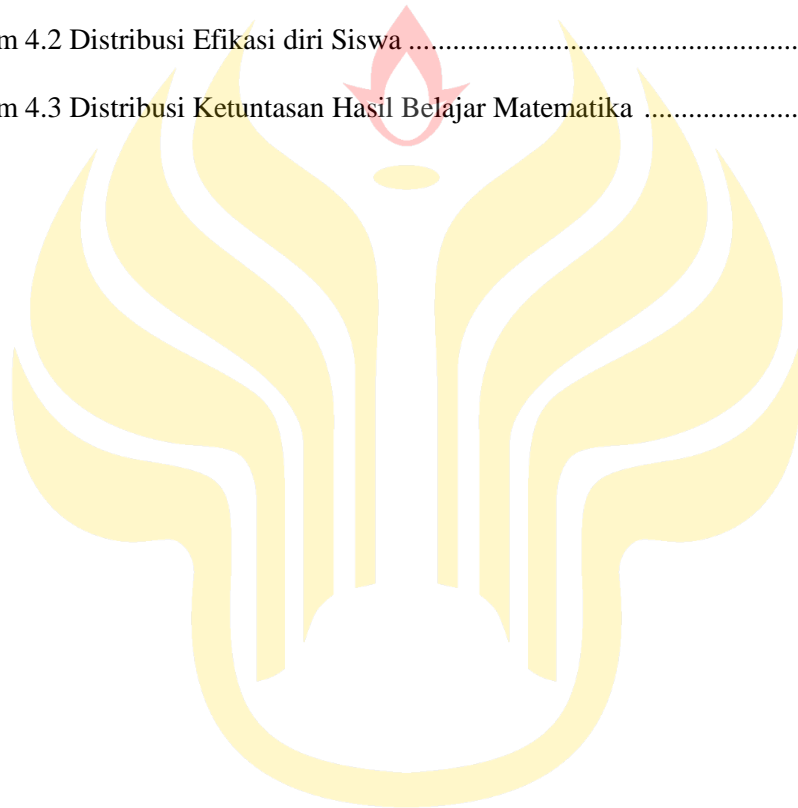 m 4.2 Distribusi Efikasi diri Siswa ........................................................
m 4.3 Distribusi Ketuntasan Hasil Belajar Matematika ......................